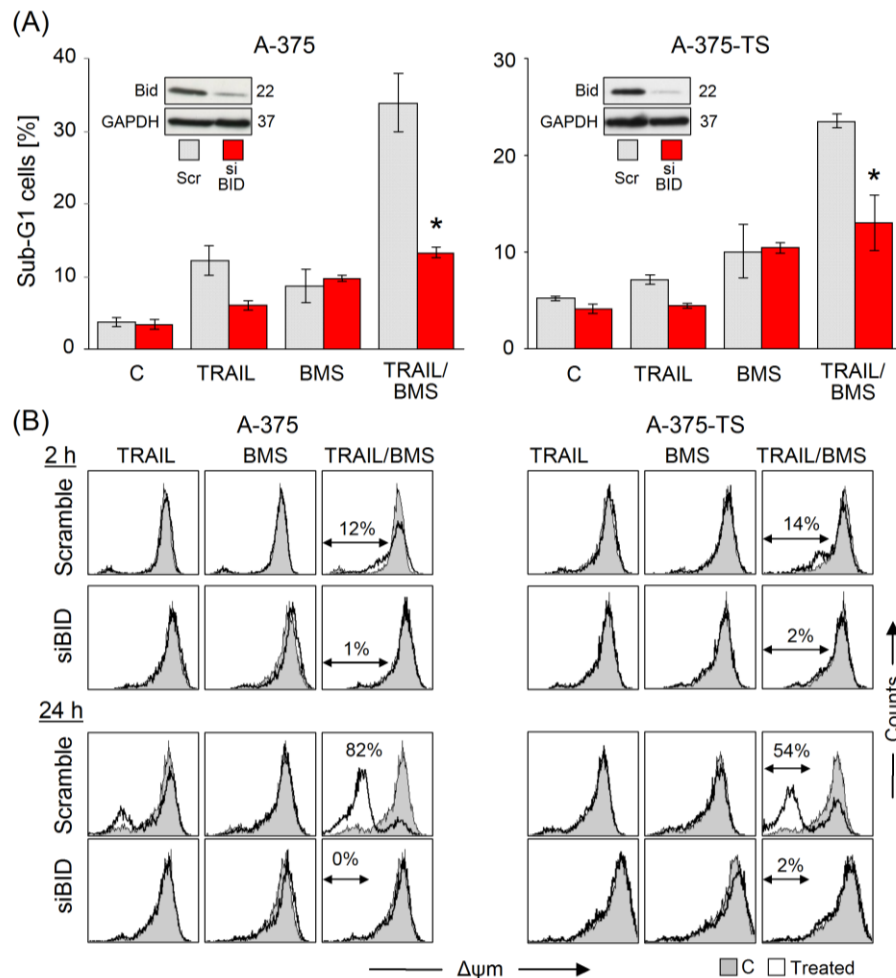 (A)
A-375
Sub-G1 cells [%]
40
30
20
10
0
Bid 22
GAPDH 37
Scr
si
BID
*
C TRAIL BMS TRAIL/
BMS
A-375-TS
30
20
10
0
Bid 22
GAPDH 37
Scr
si
BID
*
C TRAIL BMS TRAIL/
BMS
(B)
A-375 A-375-TS
2 h
TRAIL BMS TRAIL/BMS TRAIL BMS TRAIL/BMS
Scramble 12% 14%
siBID 1% 2%
24 h
Scramble 82% 54%
siBID 0% 2%
Counts
Δψm
C Treated